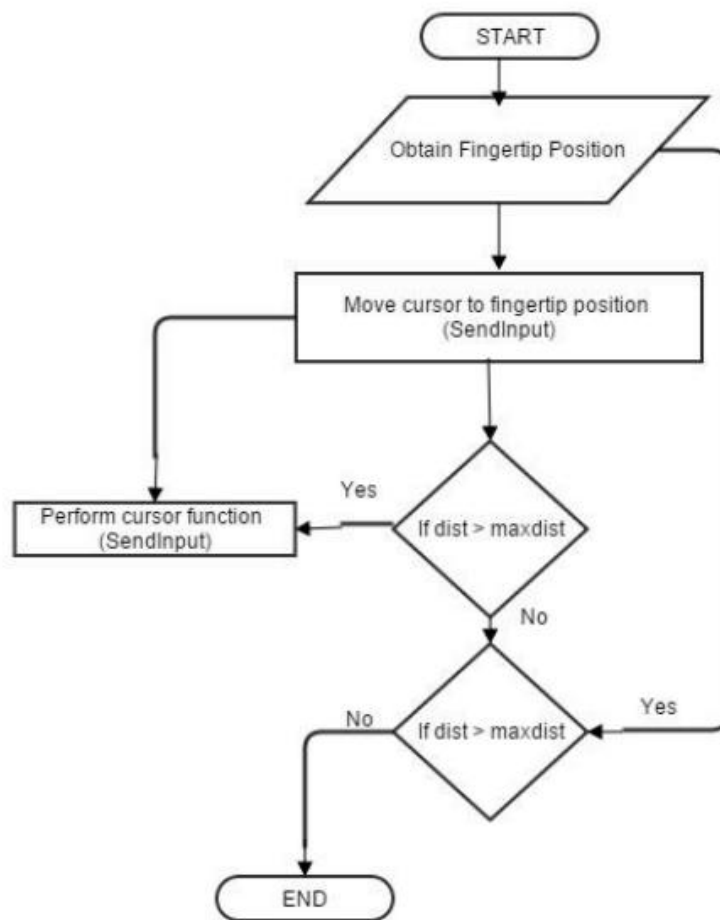 START
Obtain Fingertip Position
Move cursor to fingertip position
(SendInput)
Yes
If dist > maxdist
Perform cursor function
(SendInput)
No
If dist > maxdist
Yes
No
END